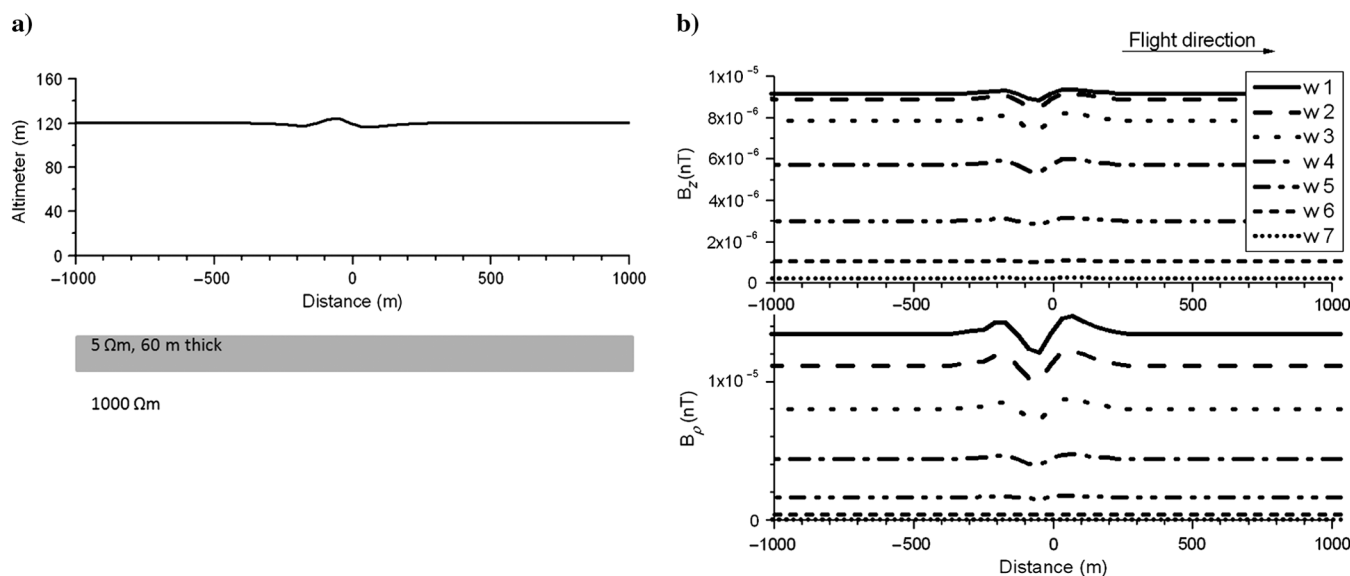 a)
160
120
80
40
0
Altimeter (m)
−1000
−500
0
500
1000
Distance (m)
5 Ωm, 60 m thick
1000 Ωm
b)
Flight direction
1x10⁻⁵
8x10⁻⁶
6x10⁻⁶
4x10⁻⁶
2x10⁻⁶
0
B_z (nT)
w 1
w 2
w 3
w 4
w 5
w 6
w 7
−1000
−500
0
500
1000
1x10⁻⁵
0
B_ρ (nT)
−1000
−500
0
500
1000
Distance (m)